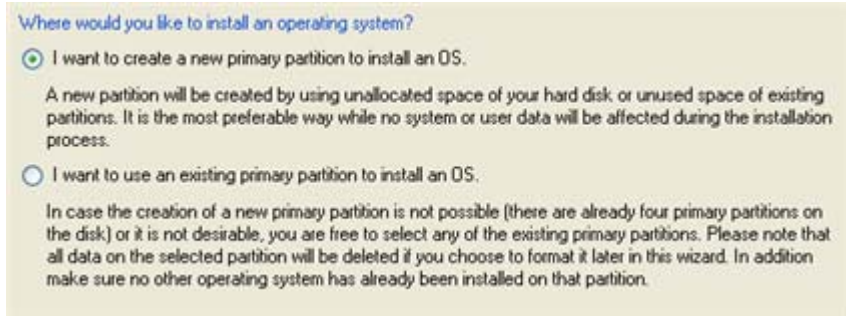 Where would you like to install an operating system?
I want to create a new primary partition to install an OS.
A new partition will be created by using unallocated space of your hard disk or unused space of existing
partitions. It is the most preferable way while no system or user data will be affected during the installation
process.
I want to use an existing primary partition to install an OS.
In case the creation of a new primary partition is not possible (there are already four primary partitions on
the disk) or it is not desirable, you are free to select any of the existing primary partitions. Please note that
all data on the selected partition will be deleted if you choose to format it later in this wizard. In addition
make sure no other operating system has already been installed on that partition.